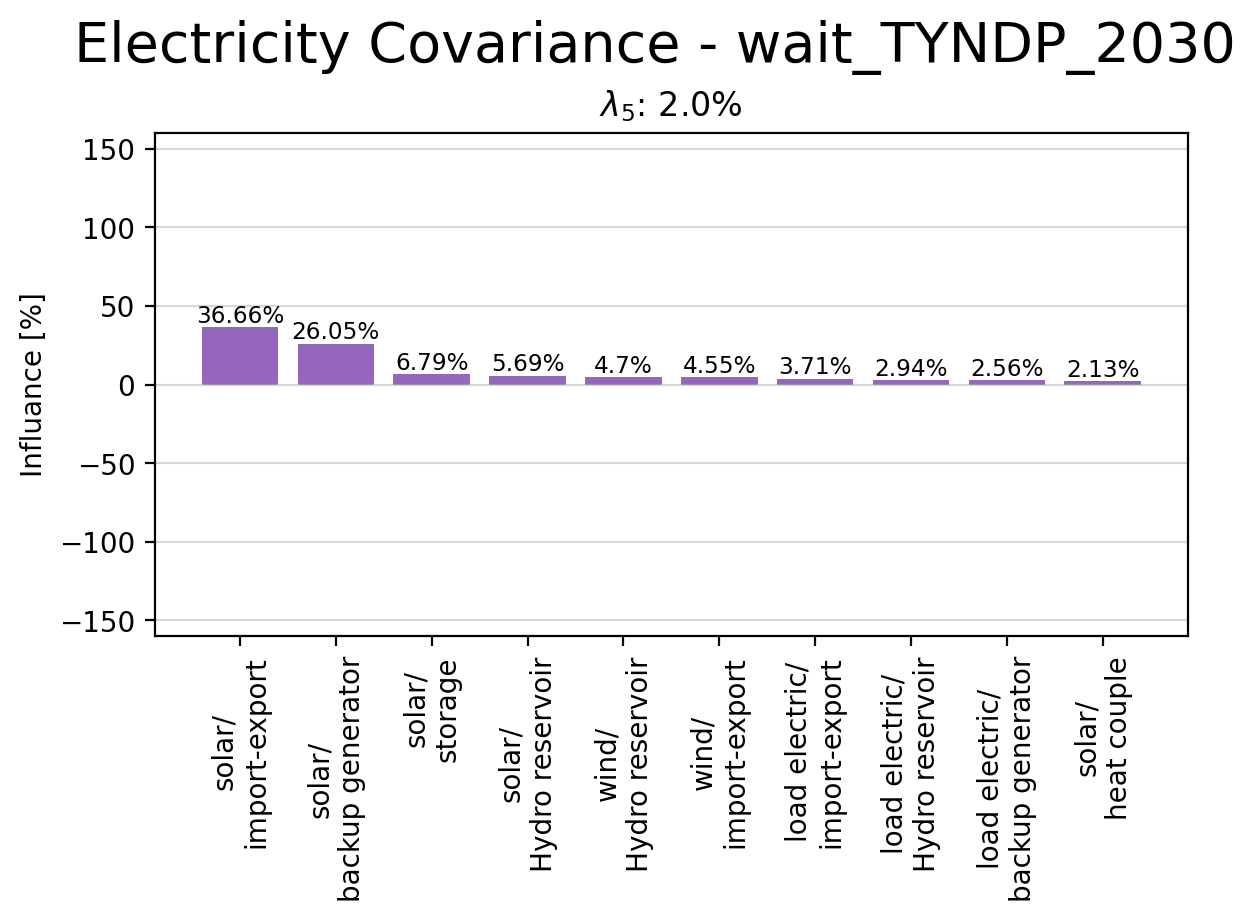 Electricity Covariance - wait_TYNDP_2030
λ5: 2.0%
150
100
50
0
−50
−100
−150
Influance [%]
36.66%
26.05%
6.79%
5.69%
4.7%
4.55%
3.71%
2.94%
2.56%
2.13%
solar/
import-export
solar/
backup generator
solar/
storage
solar/
Hydro reservoir
wind/
Hydro reservoir
wind/
import-export
load electric/
import-export
load electric/
Hydro reservoir
load electric/
backup generator
solar/
heat couple